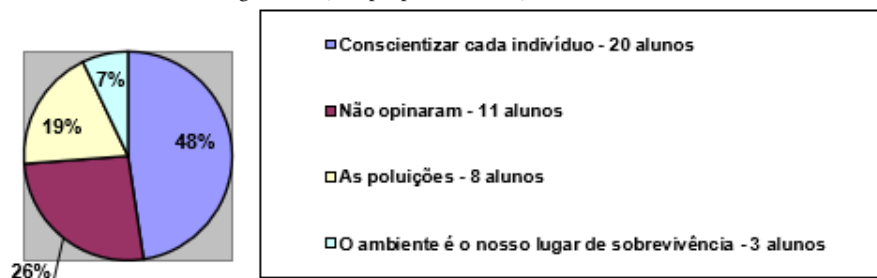 7%
19%
48%
26%
Conscientizar cada indivíduo - 20 alunos
Não opinaram - 11 alunos
As poluições - 8 alunos
O ambiente é o nosso lugar de sobrevivência - 3 alunos